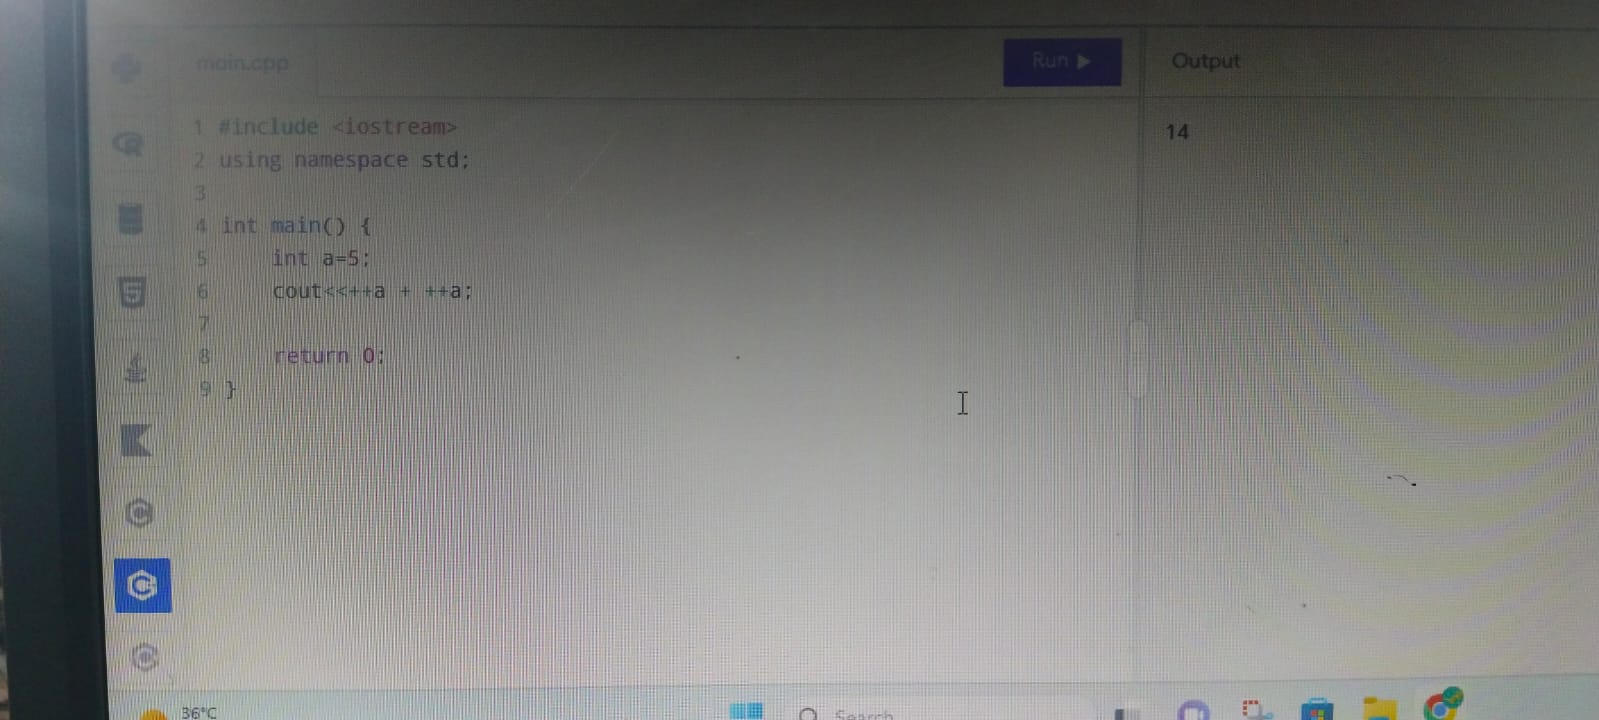 main.cpp
Run
Output
1 #include <iostream>
2 using namespace std;
3
4 int main() {
5 int a=5;
6 cout<<++a + ++a;
7
8 return 0;
9 }
14
36°C
Search